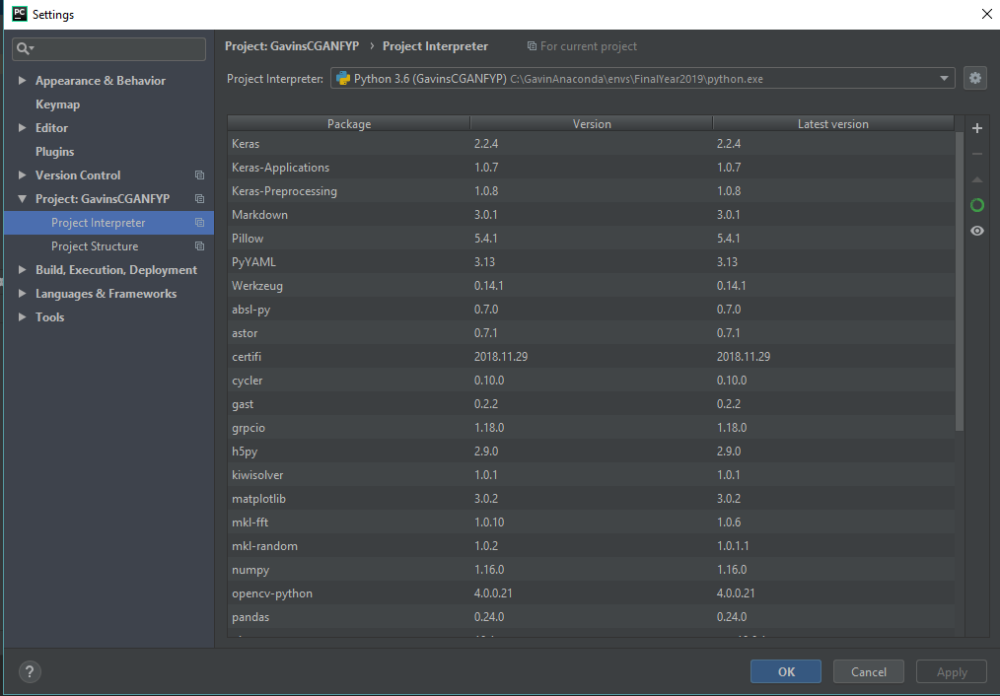 PC Settings
Project: GavinsCGANFYP › Project Interpreter For current project
Project Interpreter: Python 3.6 (GavinsCGANFYP) C:\GavinAnaconda\envs\FinalYear2019\python.exe
Appearance & Behavior
Keymap
Editor
Plugins
Version Control
Project: GavinsCGANFYP
Project Interpreter
Project Structure
Build, Execution, Deployment
Languages & Frameworks
Tools
Package Version Latest version
Keras 2.2.4 2.2.4
Keras-Applications 1.0.7 1.0.7
Keras-Preprocessing 1.0.8 1.0.8
Markdown 3.0.1 3.0.1
Pillow 5.4.1 5.4.1
PyYAML 3.13 3.13
Werkzeug 0.14.1 0.14.1
absl-py 0.7.0 0.7.0
astor 0.7.1 0.7.1
certifi 2018.11.29 2018.11.29
cycler 0.10.0 0.10.0
gast 0.2.2 0.2.2
grpcio 1.18.0 1.18.0
h5py 2.9.0 2.9.0
kiwisolver 1.0.1 1.0.1
matplotlib 3.0.2 3.0.2
mkl-fft 1.0.10 1.0.6
mkl-random 1.0.2 1.0.1.1
numpy 1.16.0 1.16.0
opencv-python 4.0.0.21 4.0.0.21
pandas 0.24.0 0.24.0
? OK Cancel Apply